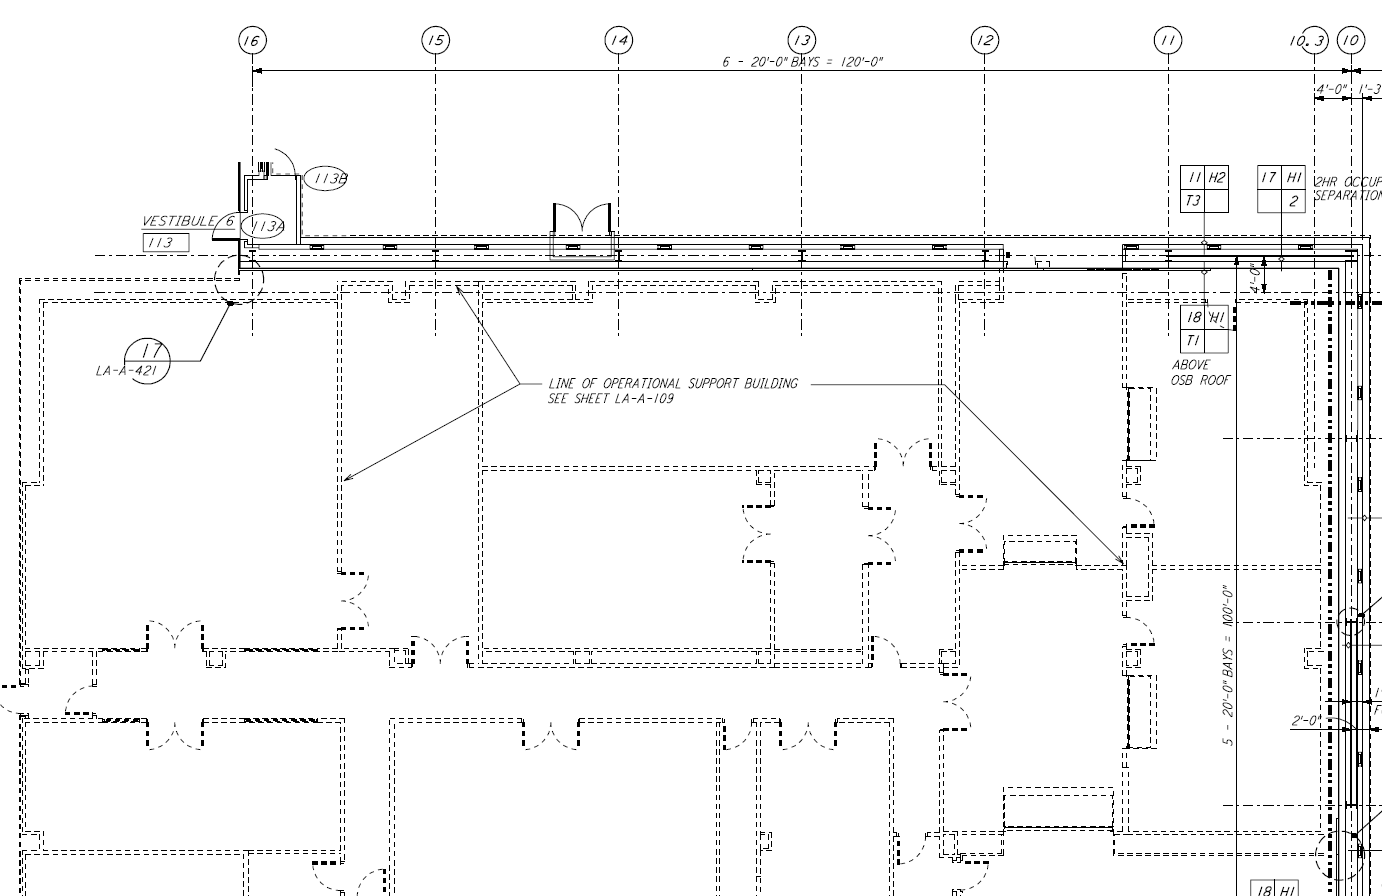 16 15 14 13 12 11 10.3 10
6 - 20'-0" BAYS = 120'-0"
4'-0" 1'-3
113B
11 H2
T3
17 H1
2
2HR OCCUP
SEPARATION
VESTIBULE 6
113A
113
4'-0"
17
LA-A-421
18 H1
T1
ABOVE
OSB ROOF
LINE OF OPERATIONAL SUPPORT BUILDING
SEE SHEET LA-A-109
5 - 20'-0" BAYS = 100'-0"
2'-0"
F
18 H1